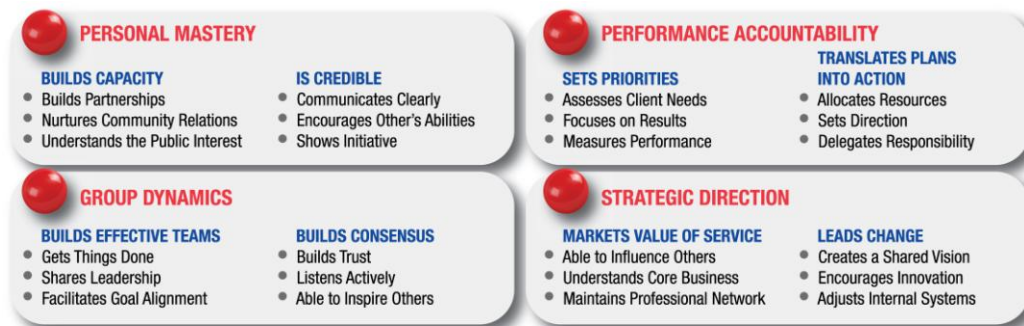 PERSONAL MASTERY
BUILDS CAPACITY
• Builds Partnerships
• Nurtures Community Relations
• Understands the Public Interest
IS CREDIBLE
• Communicates Clearly
• Encourages Other's Abilities
• Shows Initiative
PERFORMANCE ACCOUNTABILITY
SETS PRIORITIES
• Assesses Client Needs
• Focuses on Results
• Measures Performance
TRANSLATES PLANS
INTO ACTION
• Allocates Resources
• Sets Direction
• Delegates Responsibility
GROUP DYNAMICS
BUILDS EFFECTIVE TEAMS
• Gets Things Done
• Shares Leadership
• Facilitates Goal Alignment
BUILDS CONSENSUS
• Builds Trust
• Listens Actively
• Able to Inspire Others
STRATEGIC DIRECTION
MARKETS VALUE OF SERVICE
• Able to Influence Others
• Understands Core Business
• Maintains Professional Network
LEADS CHANGE
• Creates a Shared Vision
• Encourages Innovation
• Adjusts Internal Systems